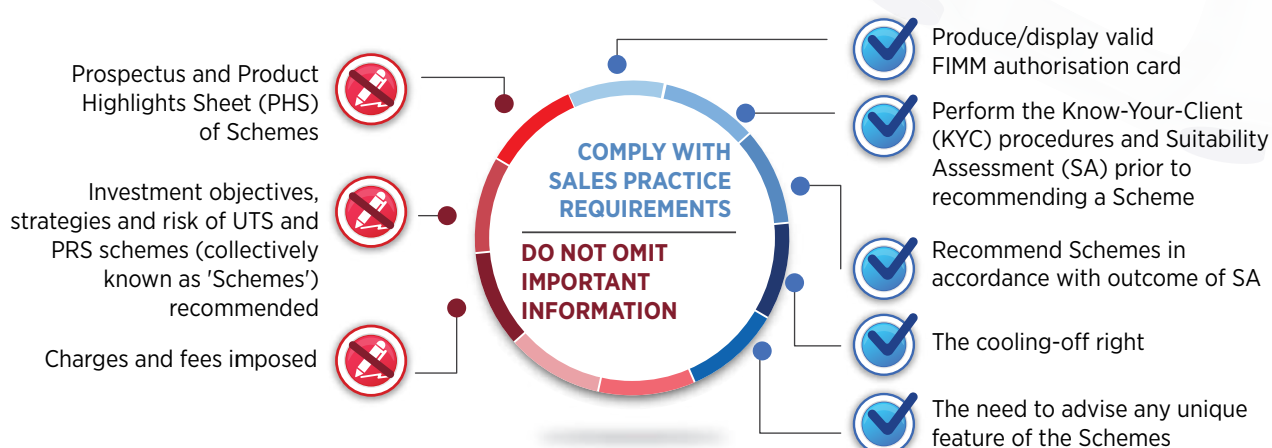 Prospectus and Product
Highlights Sheet (PHS)
of Schemes
Investment objectives,
strategies and risk of UTS and
PRS schemes (collectively
known as 'Schemes')
recommended
Charges and fees imposed
COMPLY WITH
SALES PRACTICE
REQUIREMENTS
DO NOT OMIT
IMPORTANT
INFORMATION
Produce/display valid
FIMM authorisation card
Perform the Know-Your-Client
(KYC) procedures and Suitability
Assessment (SA) prior to
recommending a Scheme
Recommend Schemes in
accordance with outcome of SA
The cooling-off right
The need to advise any unique
feature of the Schemes